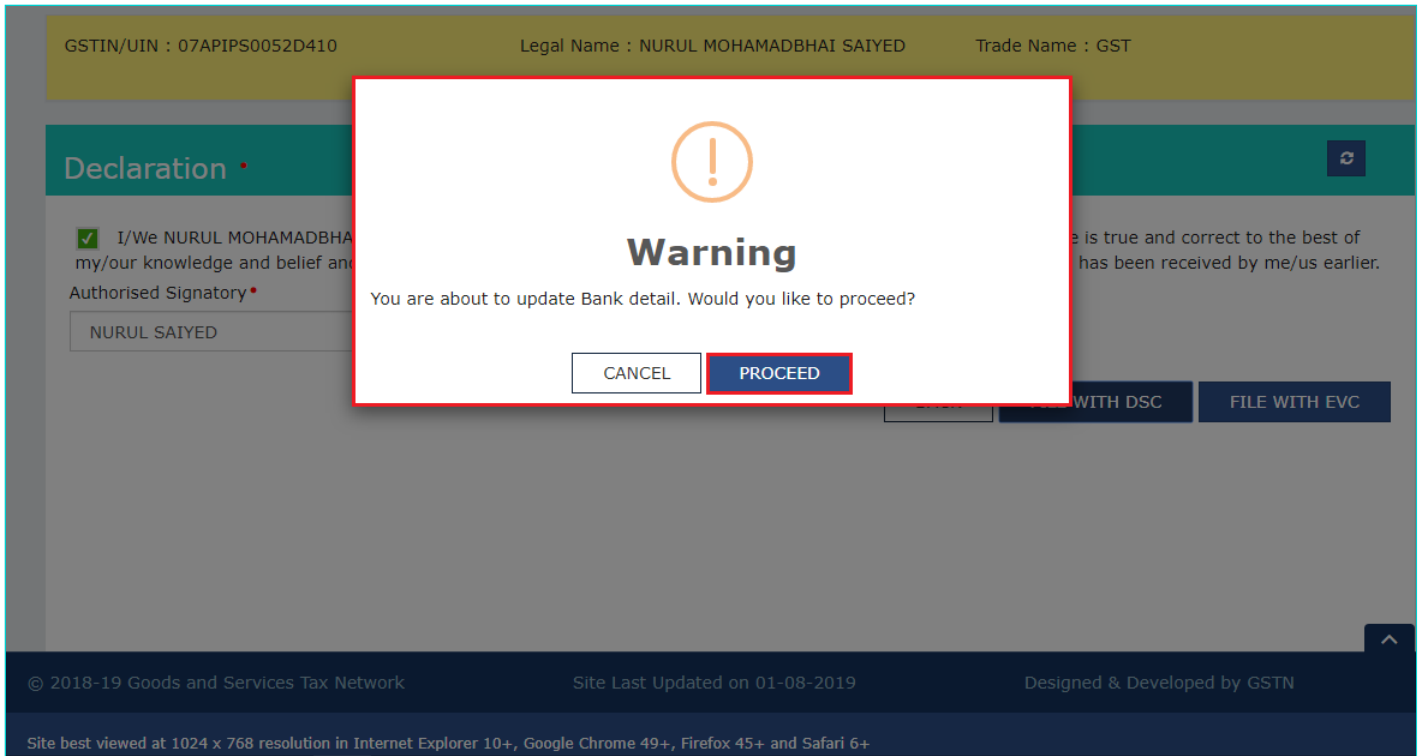 GSTIN/UIN : 07APIPS0052D410 Legal Name : NURUL MOHAMADBHAI SAIYED Trade Name : GST
Declaration •
Warning
You are about to update Bank detail. Would you like to proceed?
CANCEL PROCEED
I/We NURUL MOHAMADBHA e is true and correct to the best of
my/our knowledge and belief an has been received by me/us earlier.
Authorised Signatory•
NURUL SAIYED
WITH DSC FILE WITH EVC
© 2018-19 Goods and Services Tax Network Site Last Updated on 01-08-2019 Designed & Developed by GSTN
Site best viewed at 1024 x 768 resolution in Internet Explorer 10+, Google Chrome 49+, Firefox 45+ and Safari 6+